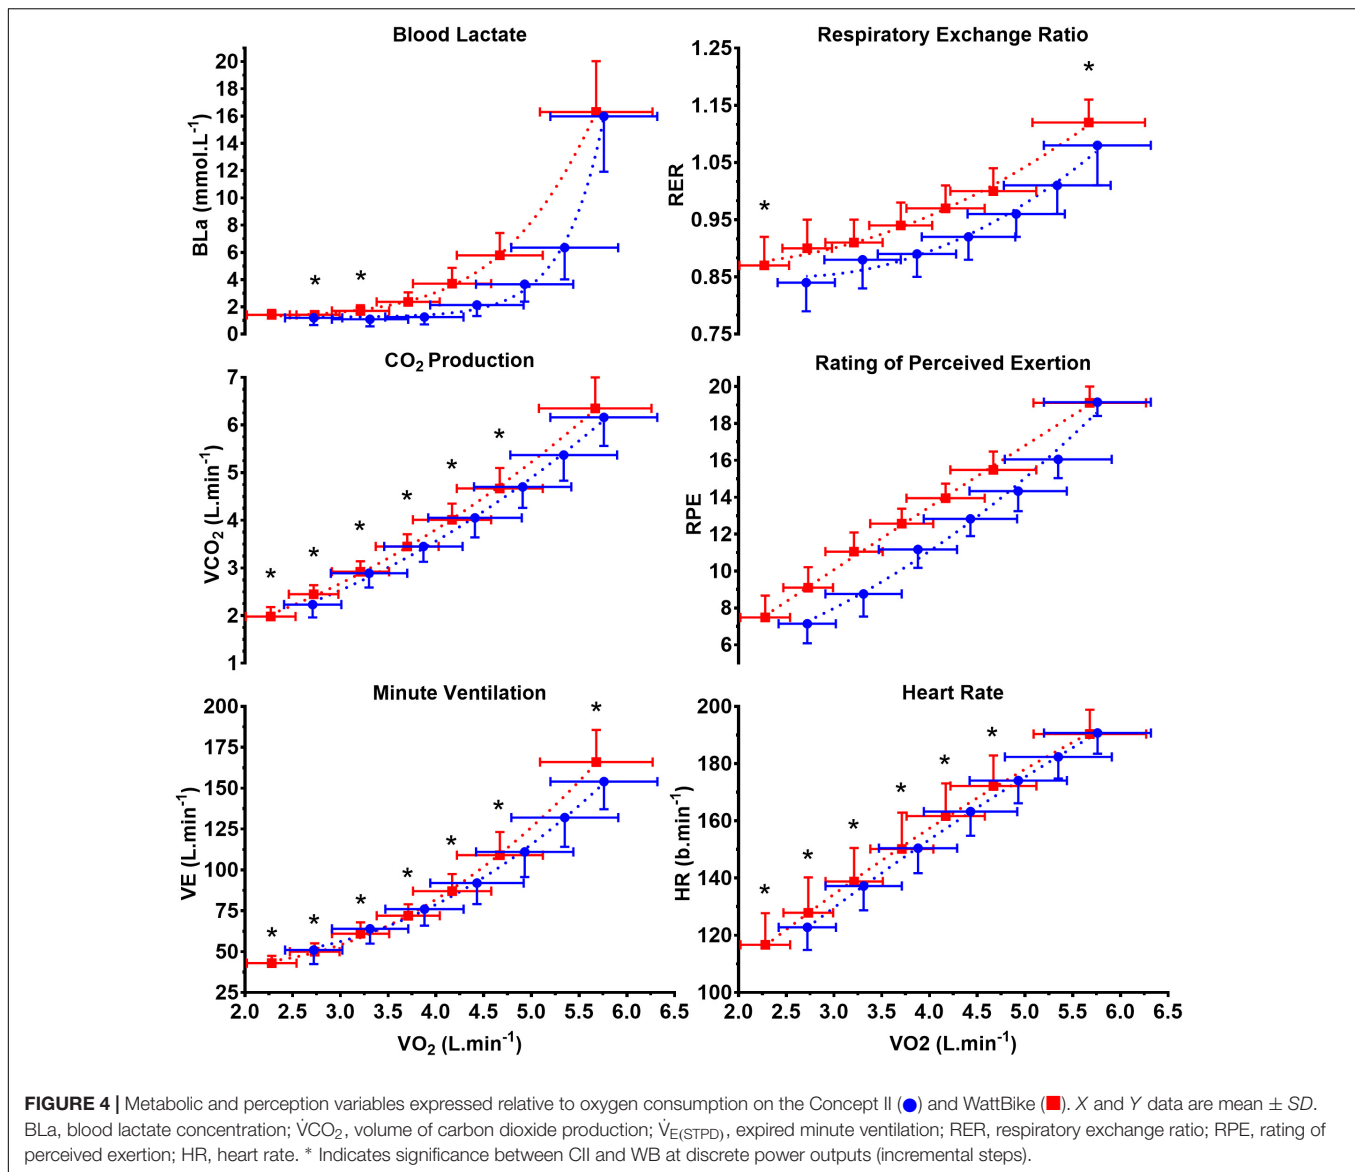 Blood Lactate
20
18
16
14
12
10
8
6
4
2
0
BLa (mmol.L-1)
* *
Respiratory Exchange Ratio
1.25
1.15
1.05
0.95
0.85
0.75
RER
* *
CO2 Production
7
6
5
4
3
2
1
VCO2 (L.min-1)
* * * * * *
Rating of Perceived Exertion
20
18
16
14
12
10
8
6
RPE
Minute Ventilation
200
175
150
125
100
75
50
25
VE (L.min-1)
* * * * * * *
2.0 2.5 3.0 3.5 4.0 4.5 5.0 5.5 6.0 6.5
VO2 (L.min-1)
Heart Rate
200
180
160
140
120
100
HR (b.min-1)
* * * * * *
2.0 2.5 3.0 3.5 4.0 4.5 5.0 5.5 6.0 6.5
VO2 (L.min-1)
FIGURE 4 | Metabolic and perception variables expressed relative to oxygen consumption on the Concept II (●) and WattBike (■). X and Y data are mean ± SD.
BLa, blood lactate concentration; V̇CO2, volume of carbon dioxide production; V̇E(STPD), expired minute ventilation; RER, respiratory exchange ratio; RPE, rating of
perceived exertion; HR, heart rate. * Indicates significance between CII and WB at discrete power outputs (incremental steps).